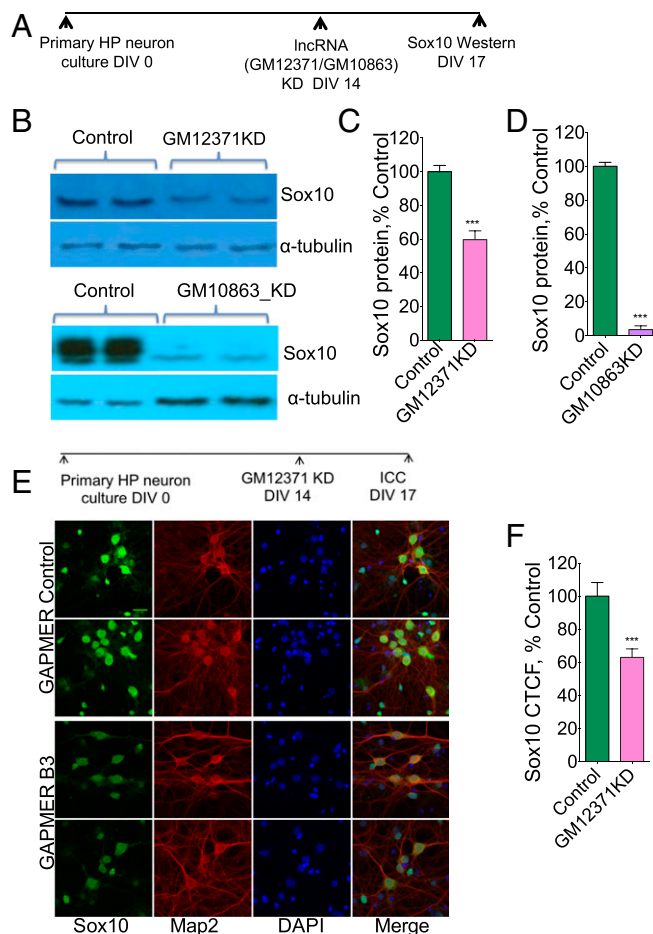 A
Primary HP neuron
culture DIV 0
lncRNA
(GM12371/GM10863)
KD DIV 14
Sox10 Western
DIV 17
B
Control
GM12371KD
Sox10
α-tubulin
Control
GM10863_KD
Sox10
α-tubulin
C
Sox10 protein,% Control
120
100
80
60
40
20
0
***
Control
GM12371KD
D
Sox10 protein,% Control
120
100
80
60
40
20
0
***
Control
GM10863KD
E
Primary HP neuron
culture DIV 0
GM12371 KD
DIV 14
ICC
DIV 17
GAPMER Control
GAPMER B3
Sox10
Map2
DAPI
Merge
F
Sox10 CTCF, % Control
120
100
80
60
40
20
0
***
Control
GM12371KD